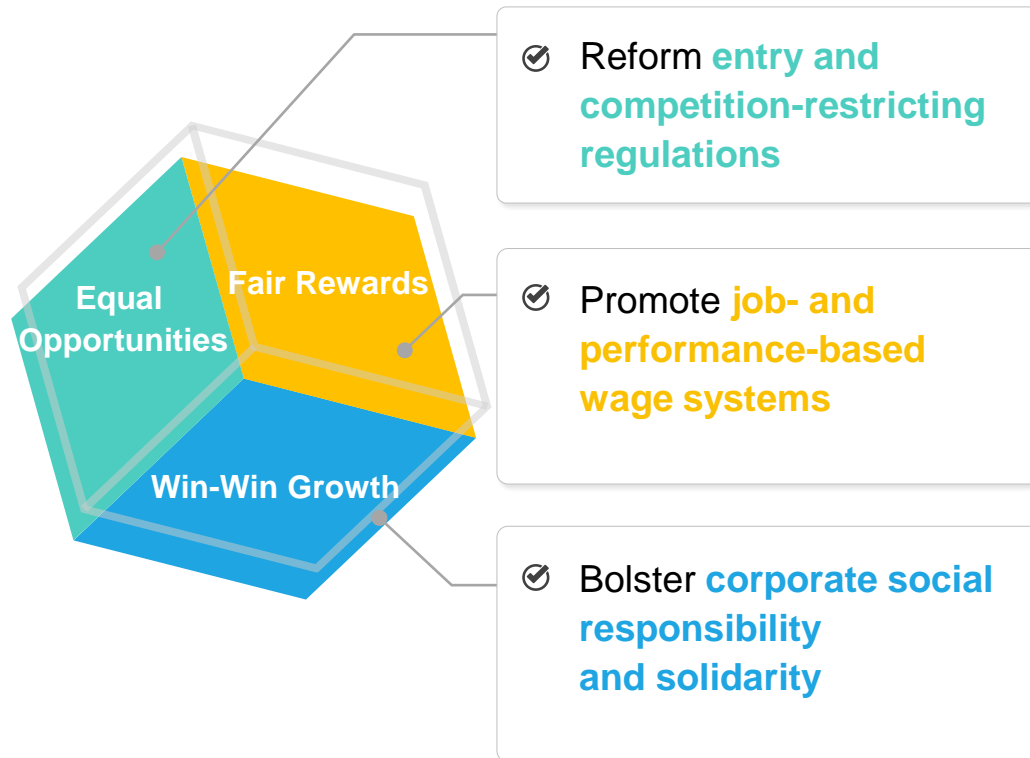 Equal
Opportunities
Fair Rewards
Win-Win Growth
Reform entry and
competition-restricting
regulations
Promote job- and
performance-based
wage systems
Bolster corporate social
responsibility
and solidarity